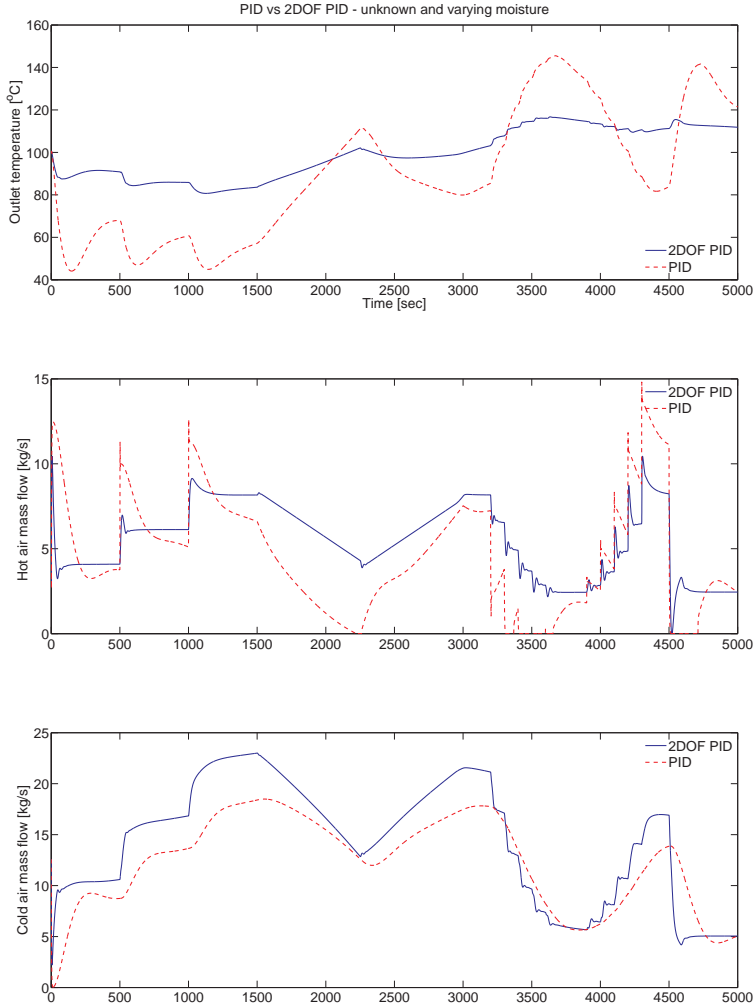 PID vs 2DOF PID - unknown and varying moisture
160
140
120
100
80
60
40
Outlet temperature [°C]
2DOF PID
PID
0 500 1000 1500 2000 2500 3000 3500 4000 4500 5000
Time [sec]
15
10
5
0
Hot air mass flow [kg/s]
2DOF PID
PID
0 500 1000 1500 2000 2500 3000 3500 4000 4500 5000
25
20
15
10
5
0
Cold air mass flow [kg/s]
2DOF PID
PID
0 500 1000 1500 2000 2500 3000 3500 4000 4500 5000